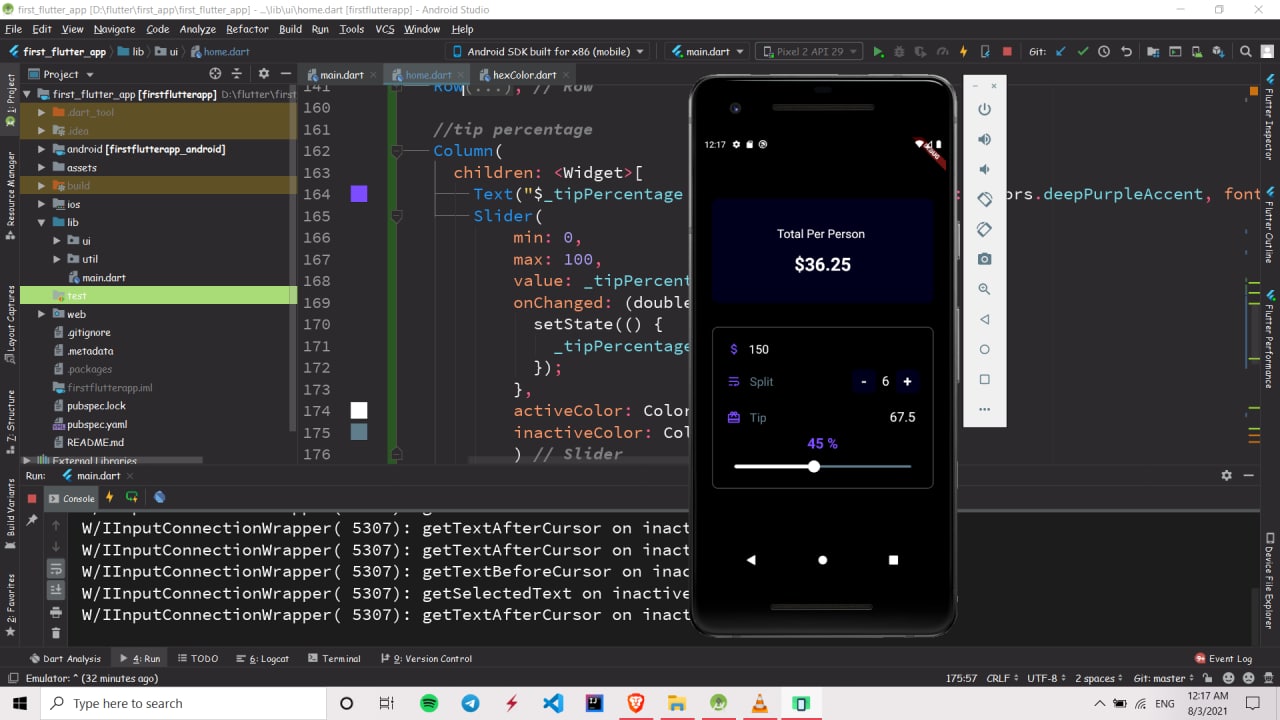 first_flutter_app [D:\flutter\first_app\first_flutter_app] - ...\lib\ui\home.dart [firstflutterapp] - Android Studio
File Edit View Navigate Code Analyze Refactor Build Run Tools VCS Window Help
first_flutter_app lib ui home.dart Android SDK built for x86 (mobile) main.dart Pixel 2 API 29 Git:
Project main.dart home.dart hexColor.dart
first_flutter_app [firstflutterapp] D:\flutter\first
.dart_tool
.idea
android [firstflutterapp_android]
assets
build
ios
lib
ui
util
main.dart
test
web
.gitignore
.metadata
.packages
firstflutterapp.iml
pubspec.lock
pubspec.yaml
README.md
External Libraries
1: Project
Resource Manager
Layout Captures
Z: Structure
Build Variants
2: Favorites
141 Row(...), // Row
160
161 //tip percentage
162 Column(
163 children: <Widget>[
164 Text("$_tipPercentage ors.deepPurpleAccent, font
165 Slider(
166 min: 0,
167 max: 100,
168 value: _tipPercent
169 onChanged: (double
170 setState(() {
171 _tipPercentage
172 });
173 },
174 activeColor: Color
175 inactiveColor: Col
176 ) // Slider
12:17
DEBUG
Total Per Person
$36.25
$ 150
Split - 6 +
Tip 67.5
45 %
Flutter Inspector
Flutter Outline
Flutter Performance
Device File Explorer
Run: main.dart
Console
W/IInputConnectionWrapper( 5307): getTextAfterCursor on inac
W/IInputConnectionWrapper( 5307): getTextAfterCursor on inac
W/IInputConnectionWrapper( 5307): getTextBeforeCursor on inac
W/IInputConnectionWrapper( 5307): getSelectedText on inactive
W/IInputConnectionWrapper( 5307): getTextAfterCursor on inact
Dart Analysis 4: Run TODO 6: Logcat Terminal 9: Version Control Event Log
Emulator: ^ (32 minutes ago) 175:57 CRLF UTF-8 2 spaces Git: master
Type here to search ENG 12:17 AM
8/3/2021